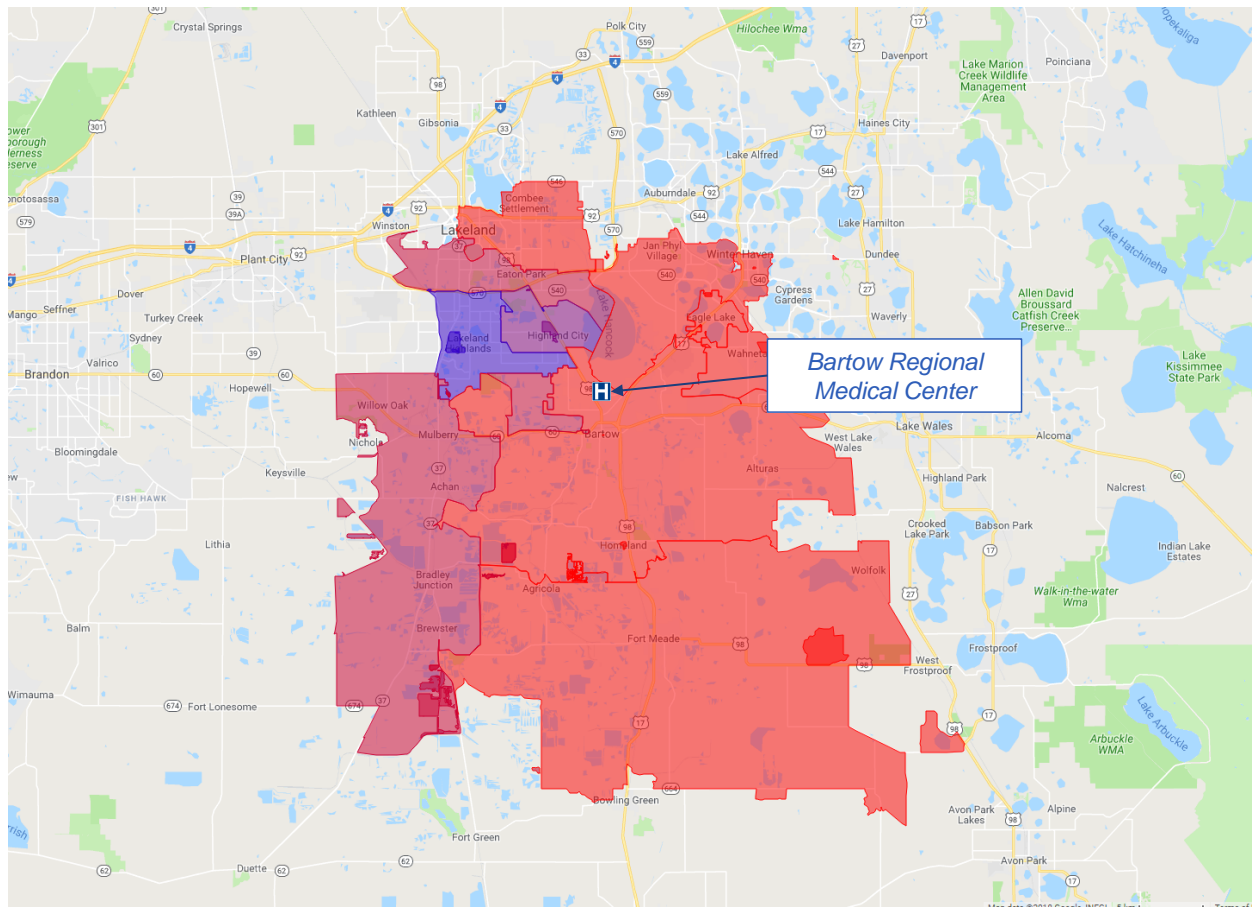 Crystal Springs
Polk City
Hilochee Wma
Davenport
Poinciana
Lake Marion
Creek Wildlife
Management
Area
Kathleen
Gibsonia
Haines City
Lake Alfred
Combee
Settlement
Auburndale
Winston
Lakeland
Lake Hamilton
Plant City
Jan Phyl
Village
Winter Haven
Dundee
Lake Hatchineha
Eaton Park
Dover
Cypress
Gardens
Seffner
Mango
Turkey Creek
Lake Hancock
Eagle Lake
Waverly
Allen David
Broussard
Catfish Creek
Preserve...
Sydney
Highland City
Valrico
Brandon
Hopewell
Bartow Regional
Medical Center
H
Lake
Kissimmee
State Park
Willow Oak
Mulberry
Bartow
Lake Wales
West Lake
Wales
Alcoma
Bloomingdale
Keysville
Achan
Alturas
Highland Park
Nalcrest
FISH HAWK
Lithia
Homeland
Crooked
Lake Park
Babson Park
Indian Lake
Estates
Bradley
Junction
Agricola
Wolfolk
Walk-in-the-water
Wma
Balm
Brewster
Fort Meade
Frostproof
West
Frostproof
Wimauma
Fort Lonesome
Lake Arbuckle
Arbuckle
WMA
Bowling Green
Avon Park
Lakes
Alpine
Fort Green
Duette
Avon Park